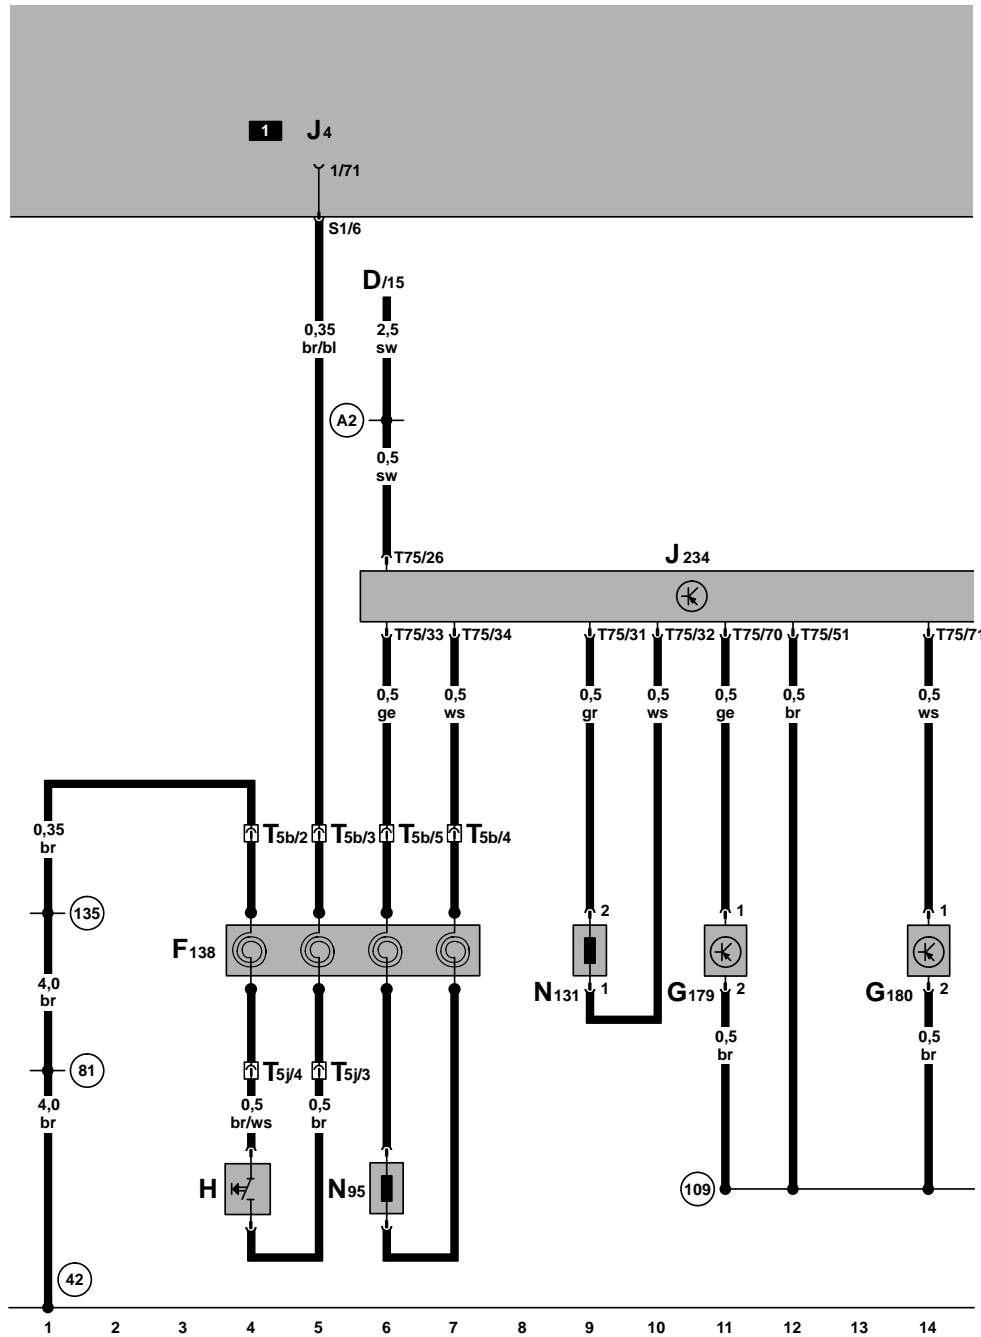 1 J4
1/71
S1/6
D/15
0,35
br/bl
2,5
sw
A2
0,5
sw
T75/26
J234
T75/33 T75/34 T75/31 T75/32 T75/70 T75/51 T75/71
0,5 0,5 0,5 0,5 0,5 0,5 0,5
ge ws gr ws ge br ws
0,35
br
T5b/2 T5b/3 T5b/5 T5b/4
135
2 1 1
F138
4,0
br
N131 1 G179 2 G180 2
0,5 0,5
br br
81
T5j/4 T5j/3
4,0
br
0,5 0,5
br/ws br
H N95
109
42
1 2 3 4 5 6 7 8 9 10 11 12 13 14